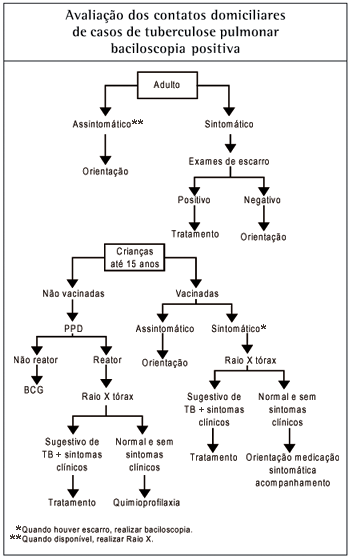 Avaliação dos contatos domiciliares
de casos de tuberculose pulmonar
baciloscopia positiva
Adulto
Assintomático** Sintomático
Orientação
Exames de escarro
Positivo Negativo
Tratamento Orientação
Crianças
até 15 anos
Não vacinadas Vacinadas
PPD
Assintomático Sintomático*
Não reator Reator
Orientação Raio X tórax
BCG
Raio X tórax
Sugestivo de
TB + sintomas
clínicos
Normal e sem
sintomas
clínicos
Sugestivo de
TB + sintomas
clínicos
Normal e sem
sintomas
clínicos
Tratamento
Orientação medicação
sintomática
acompanhamento
Tratamento Quimioprofilaxia
*Quando houver escarro, realizar baciloscopia.
**Quando disponível, realizar Raio X.